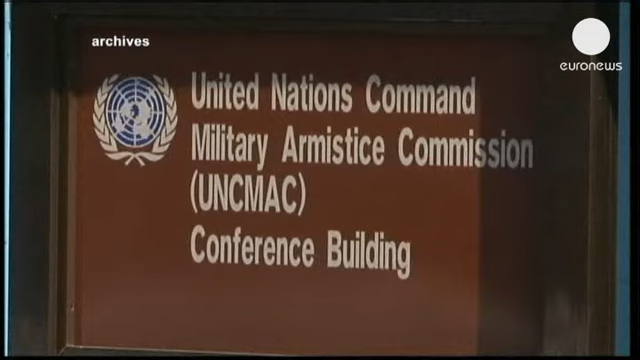 archives
euronews
United Nations Command
Military Armistice Commission
(UNCMAC)
Conference Building